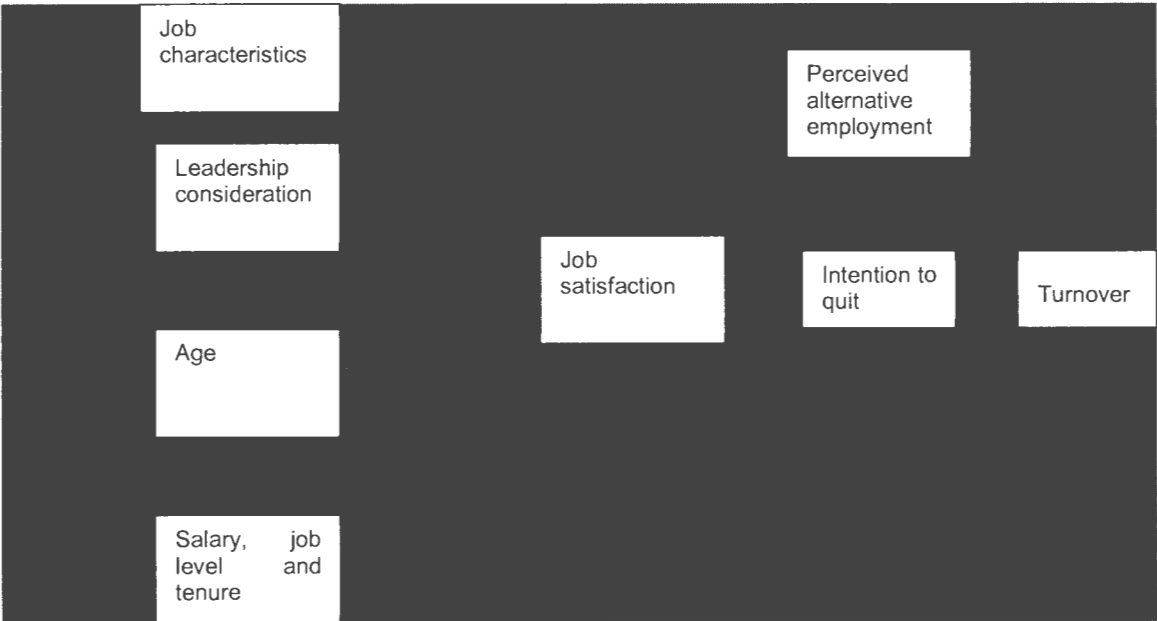 Job
characteristics
Perceived
alternative
employment
Leadership
consideration
Job
satisfaction
Intention to
quit
Turnover
Age
Salary, job
level and
tenure